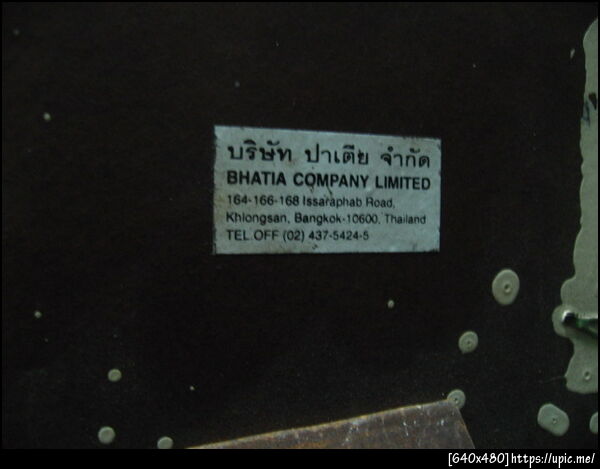 บริษัท ปาเตีย จำกัด
BHATIA COMPANY LIMITED
164-166-168 Issaraphab Road,
Khlongsan, Bangkok-10600, Thailand
TEL.OFF (02) 437-5424-5
[640x480]https://upic.me/